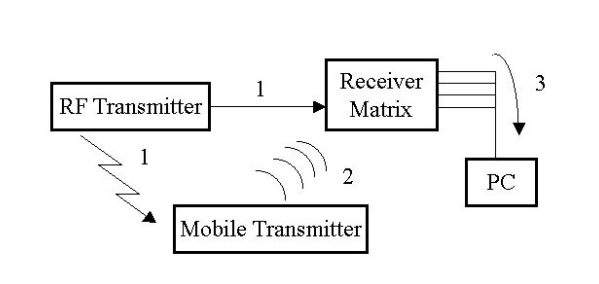 RF Transmitter
1
Receiver
Matrix
3
1
2
PC
Mobile Transmitter